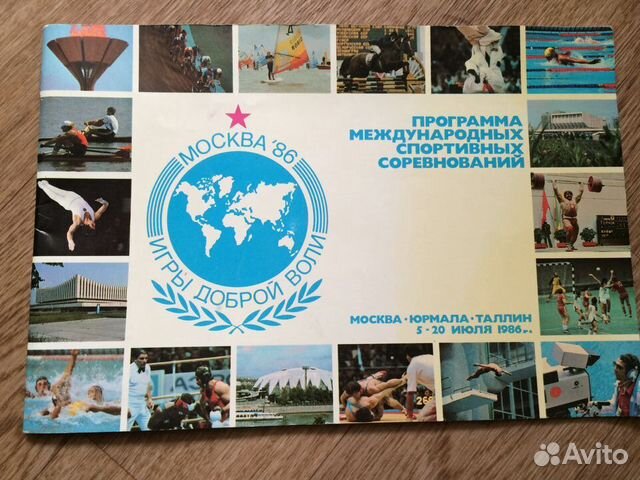 ПРОГРАММА
МЕЖДУНАРОДНЫХ
СПОРТИВНЫХ
СОРЕВНОВАНИЙ
МОСКВА '86
ИГРЫ ДОБРОЙ ВОЛИ
МОСКВА · ЮРМАЛА · ТАЛЛИН
5 - 20 ИЮЛЯ 1986 г.
Avito